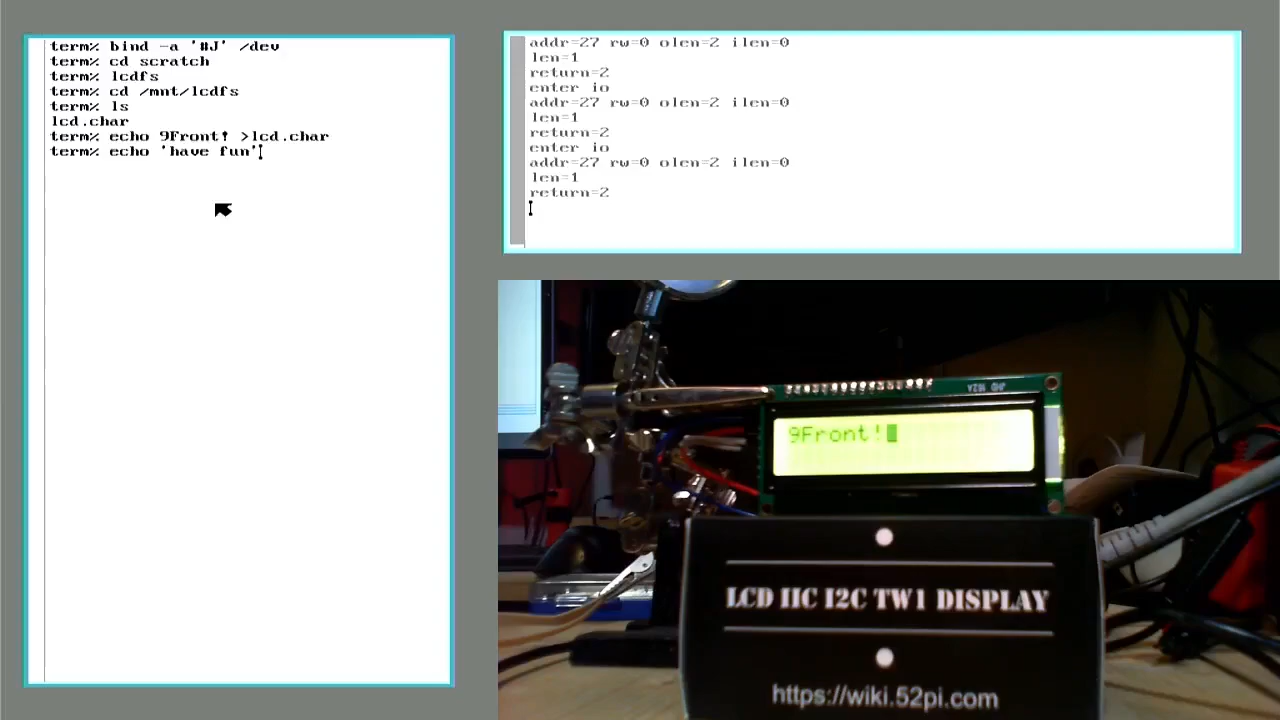 term% bind -a '#J' /dev
term% cd scratch
term% lcdfs
term% cd /mnt/lcdfs
term% ls
lcd.char
term% echo 9Front! >lcd.char
term% echo 'have fun'
addr=27 rw=0 olen=2 ilen=0
len=1
return=2
enter io
addr=27 rw=0 olen=2 ilen=0
len=1
return=2
enter io
addr=27 rw=0 olen=2 ilen=0
len=1
return=2
JHD 162A
9Front!
LCD IIC I2C TW1 DISPLAY
https://wiki.52pi.com